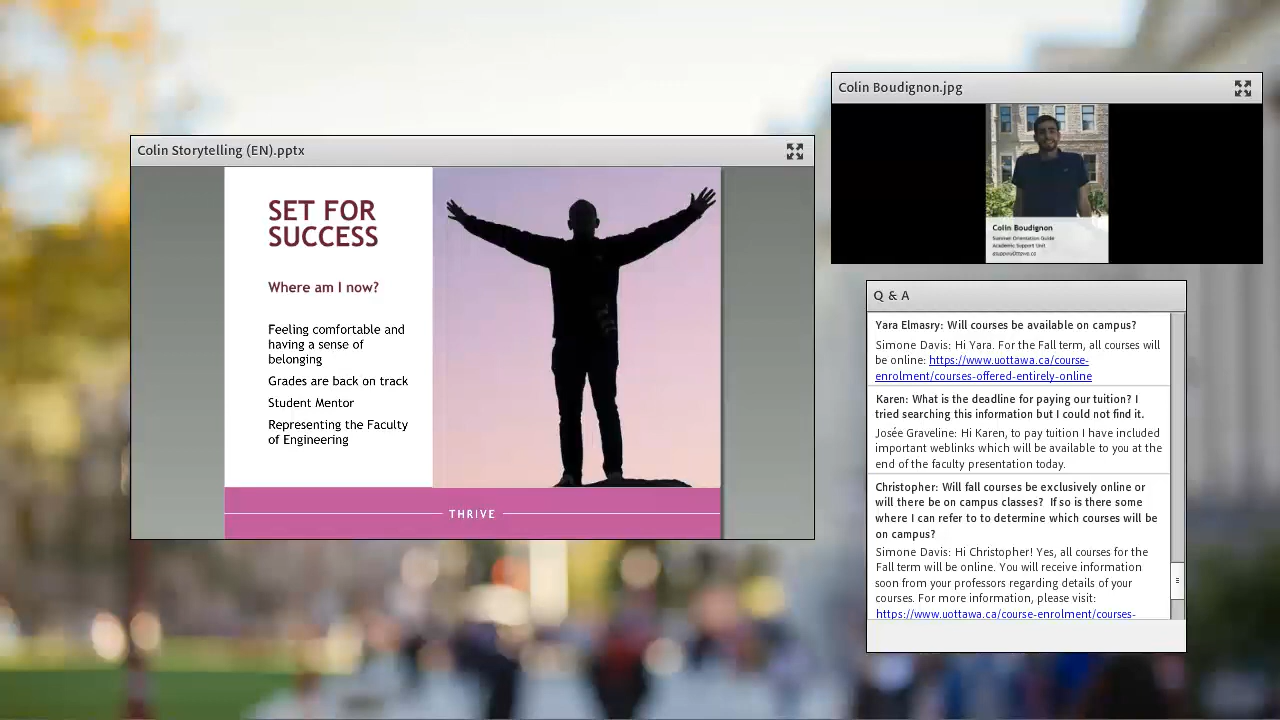 Colin Storytelling (EN).pptx
SET FOR
SUCCESS
Where am I now?
Feeling comfortable and
having a sense of
belonging
Grades are back on track
Student Mentor
Representing the Faculty
of Engineering
THRIVE
Colin Boudignon.jpg
Colin Boudignon
Summer Orientation Guide
Academic Support Unit
Q & A
Yara Elmasry: Will courses be available on campus?
Simone Davis: Hi Yara. For the Fall term, all courses will
be online: https://www.uottawa.ca/course-
enrolment/courses-offered-entirely-online
Karen: What is the deadline for paying our tuition? I
tried searching this information but I could not find it.
Josée Graveline: Hi Karen, to pay tuition I have included
important weblinks which will be available to you at the
end of the faculty presentation today.
Christopher: Will fall courses be exclusively online or
will there be on campus classes? If so is there some
where I can refer to to determine which courses will be
on campus?
Simone Davis: Hi Christopher! Yes, all courses for the
Fall term will be online. You will receive information
soon from your professors regarding details of your
courses. For more information, please visit:
https://www.uottawa.ca/course-enrolment/courses-